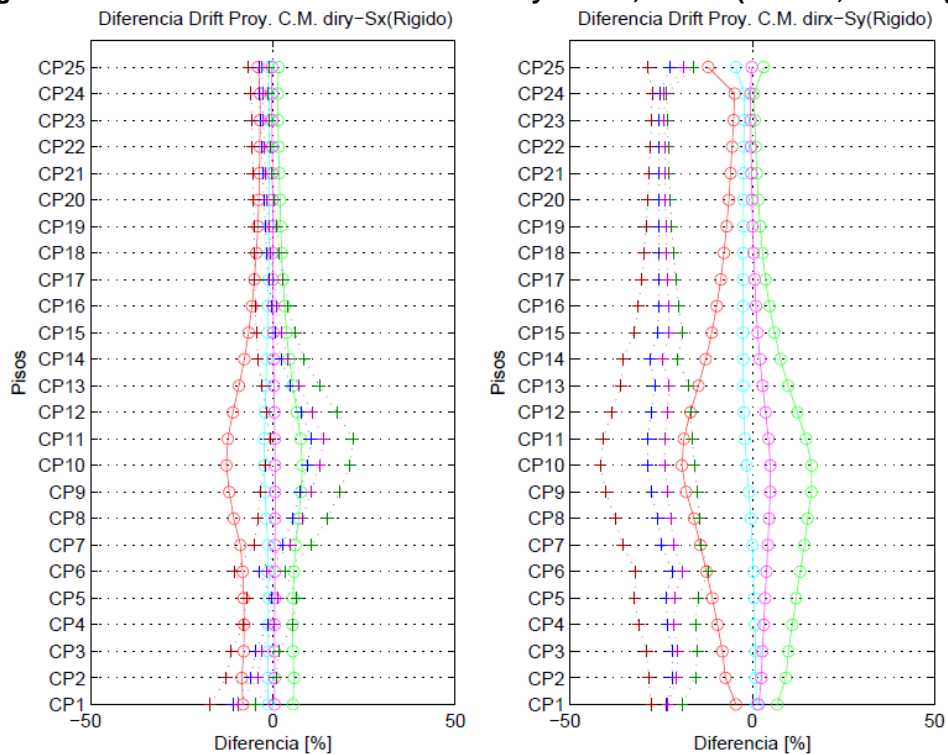 Diferencia Drift Proy. C.M. diry−Sx(Rigido)
CP25
CP24
CP23
CP22
CP21
CP20
CP19
CP18
CP17
CP16
CP15
CP14
CP13
CP12
CP11
CP10
CP9
CP8
CP7
CP6
CP5
CP4
CP3
CP2
CP1
Pisos
−50 0 50
Diferencia [%]
Diferencia Drift Proy. C.M. dirx−Sy(Rigido)
CP25
CP24
CP23
CP22
CP21
CP20
CP19
CP18
CP17
CP16
CP15
CP14
CP13
CP12
CP11
CP10
CP9
CP8
CP7
CP6
CP5
CP4
CP3
CP2
CP1
Pisos
−50 0 50
Diferencia [%]